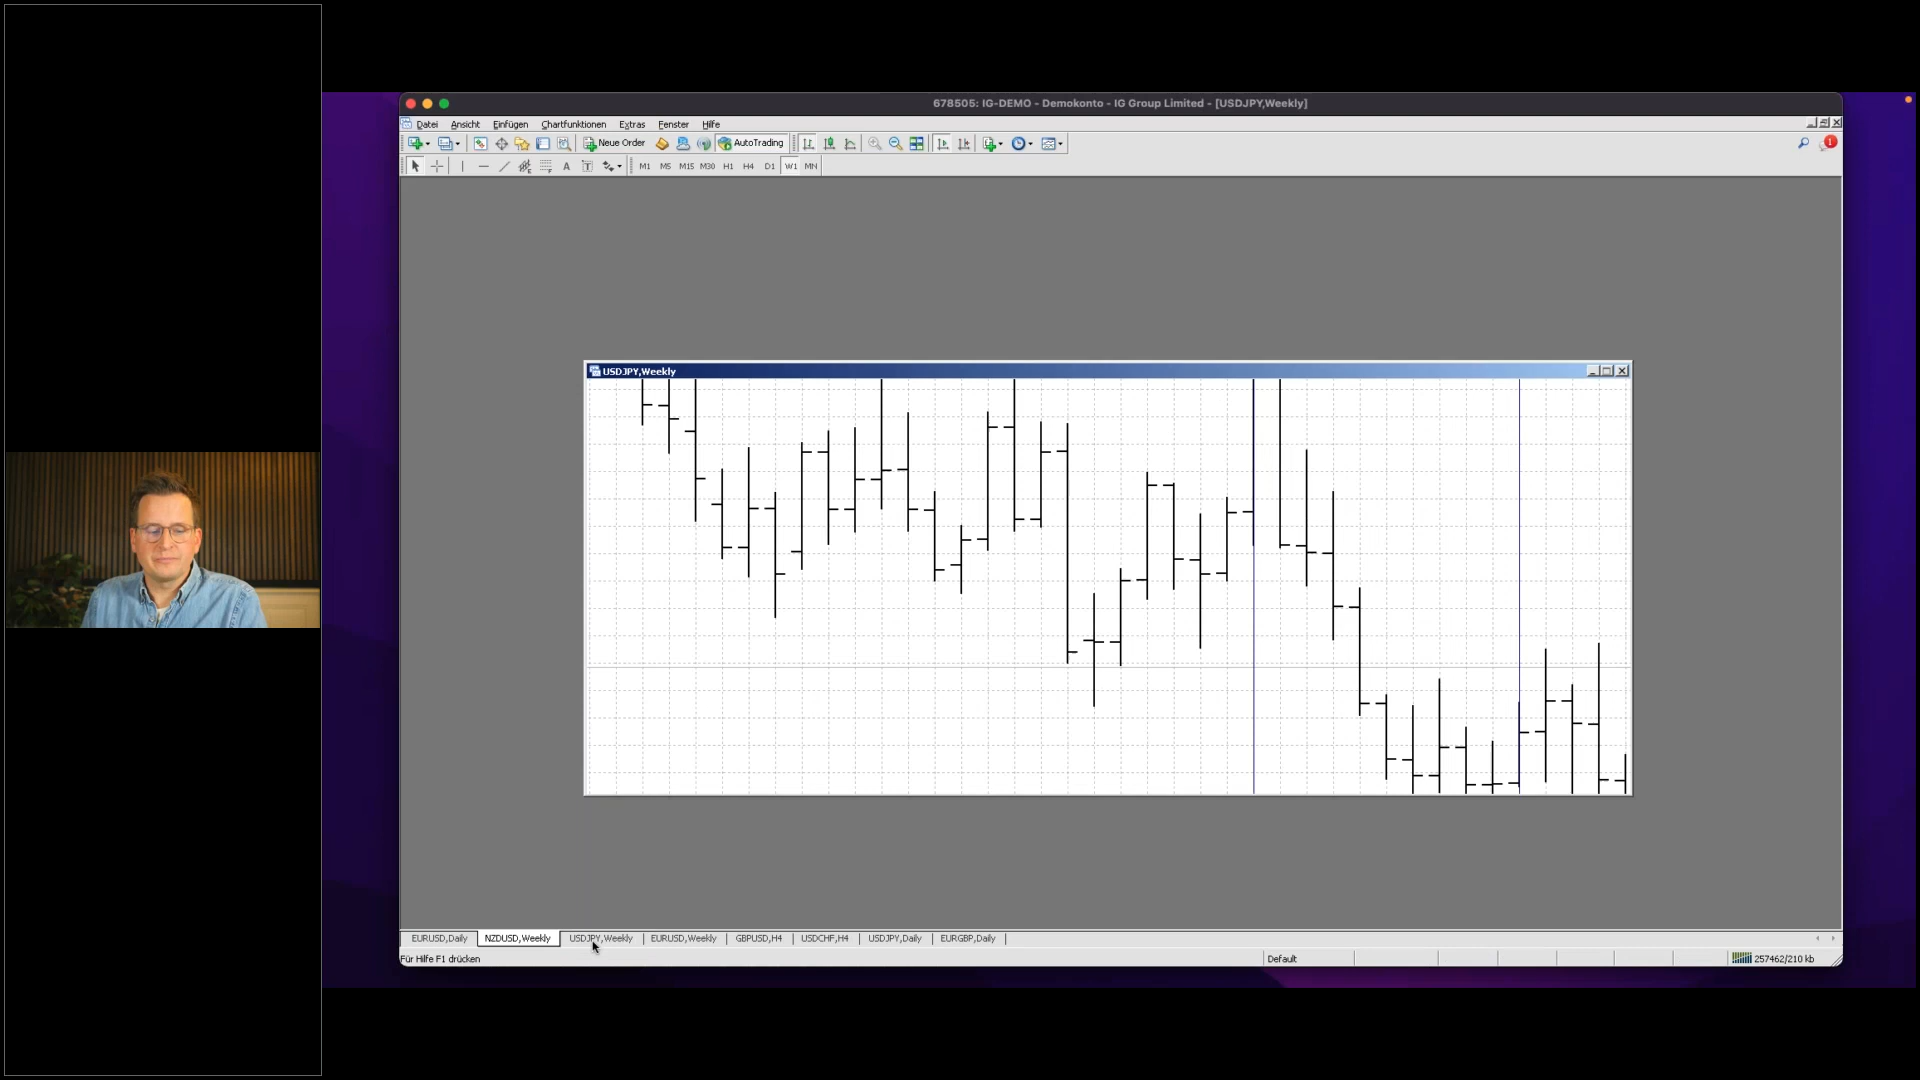 678505: IG-DEMO - Demokonto - IG Group Limited - [USDJPY,Weekly]
Datei Ansicht Einfügen Chartfunktionen Extras Fenster Hilfe
Neue Order AutoTrading 1
A T M1 M5 M15 M30 H1 H4 D1 W1 MN
USDJPY,Weekly
EURUSD,Daily NZDUSD,Weekly USDJPY,Weekly EURUSD,Weekly GBPUSD,H4 USDCHF,H4 USDJPY,Daily EURGBP,Daily
Für Hilfe F1 drücken Default 257462/210 kb